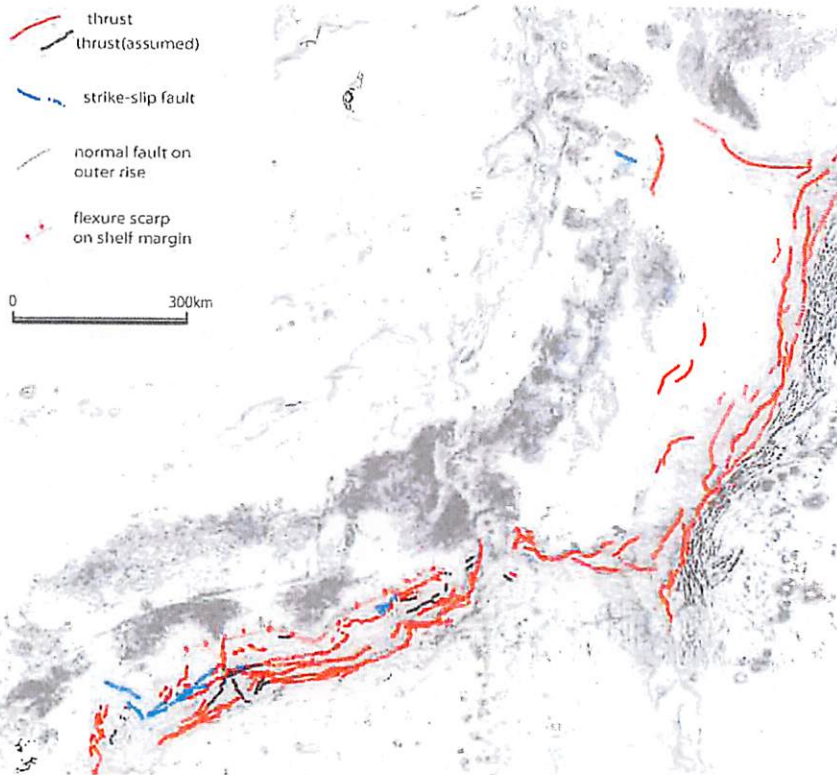 thrust
thrust(assumed)
strike-slip fault
normal fault on
outer rise
flexure scarp
on shelf margin
0 300km